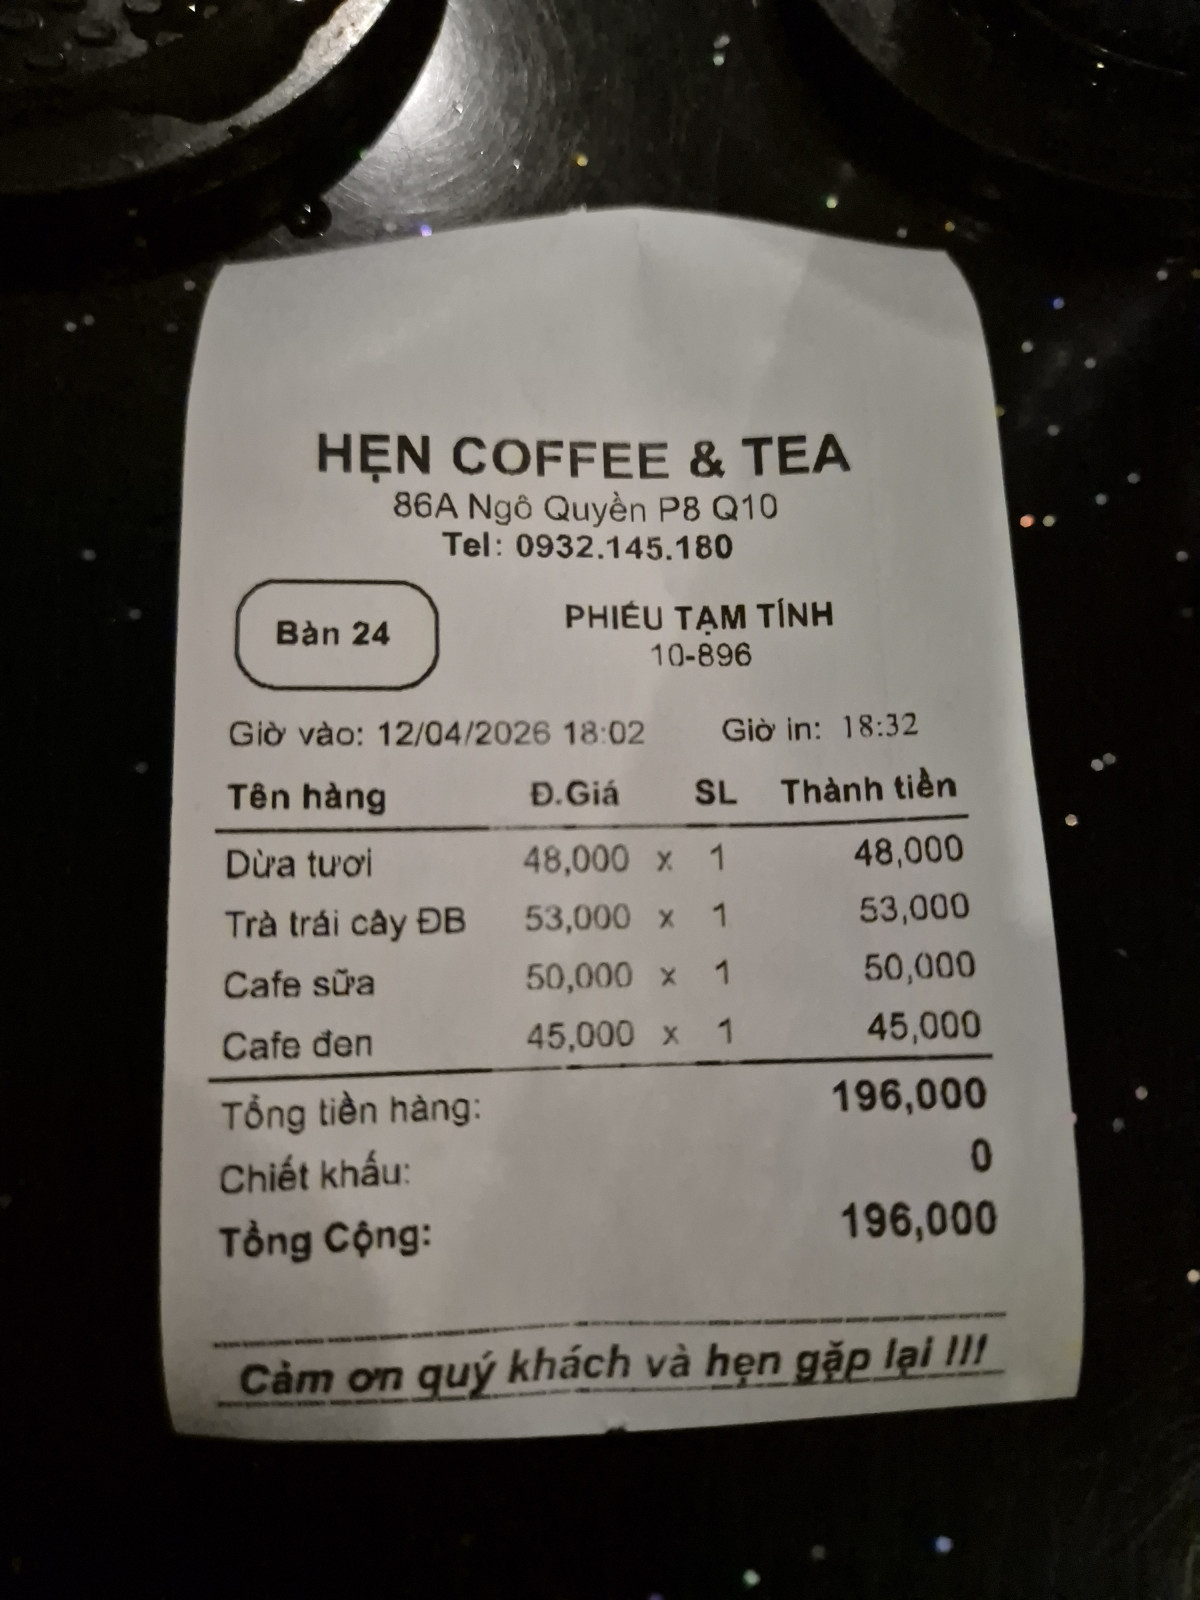 HẸN COFFEE & TEA
86A Ngô Quyền P8 Q10
Tel: 0932.145.180
Bàn 24
PHIẾU TẠM TÍNH
10-896
Giờ vào: 12/04/2026 18:02 Giờ in: 18:32
Tên hàng Đ.Giá SL Thành tiền
Dừa tươi 48,000 x 1 48,000
Trà trái cây ĐB 53,000 x 1 53,000
Cafe sữa 50,000 x 1 50,000
Cafe đen 45,000 x 1 45,000
Tổng tiền hàng: 196,000
Chiết khấu: 0
Tổng Cộng: 196,000
Cảm ơn quý khách và hẹn gặp lại !!!